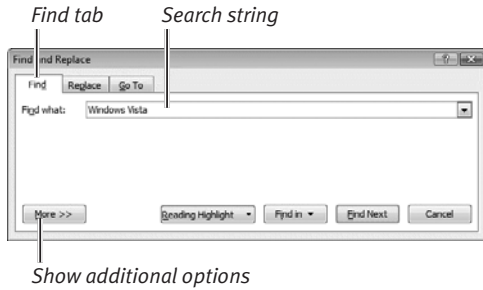 Find tab Search string
Find and Replace
Find Replace Go To
Find what: Windows Vista
More >> Reading Highlight Find in Find Next Cancel
Show additional options